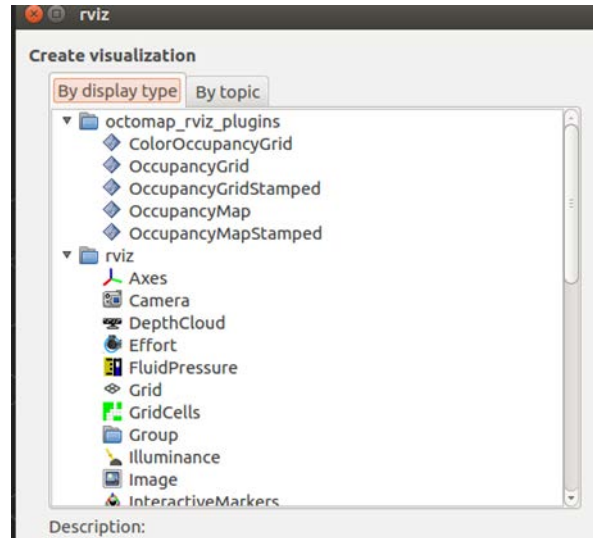 rviz
Create visualization
By display type By topic
octomap_rviz_plugins
ColorOccupancyGrid
OccupancyGrid
OccupancyGridStamped
OccupancyMap
OccupancyMapStamped
rviz
Axes
Camera
DepthCloud
Effort
FluidPressure
Grid
GridCells
Group
Illuminance
Image
InteractiveMarkers
Description: